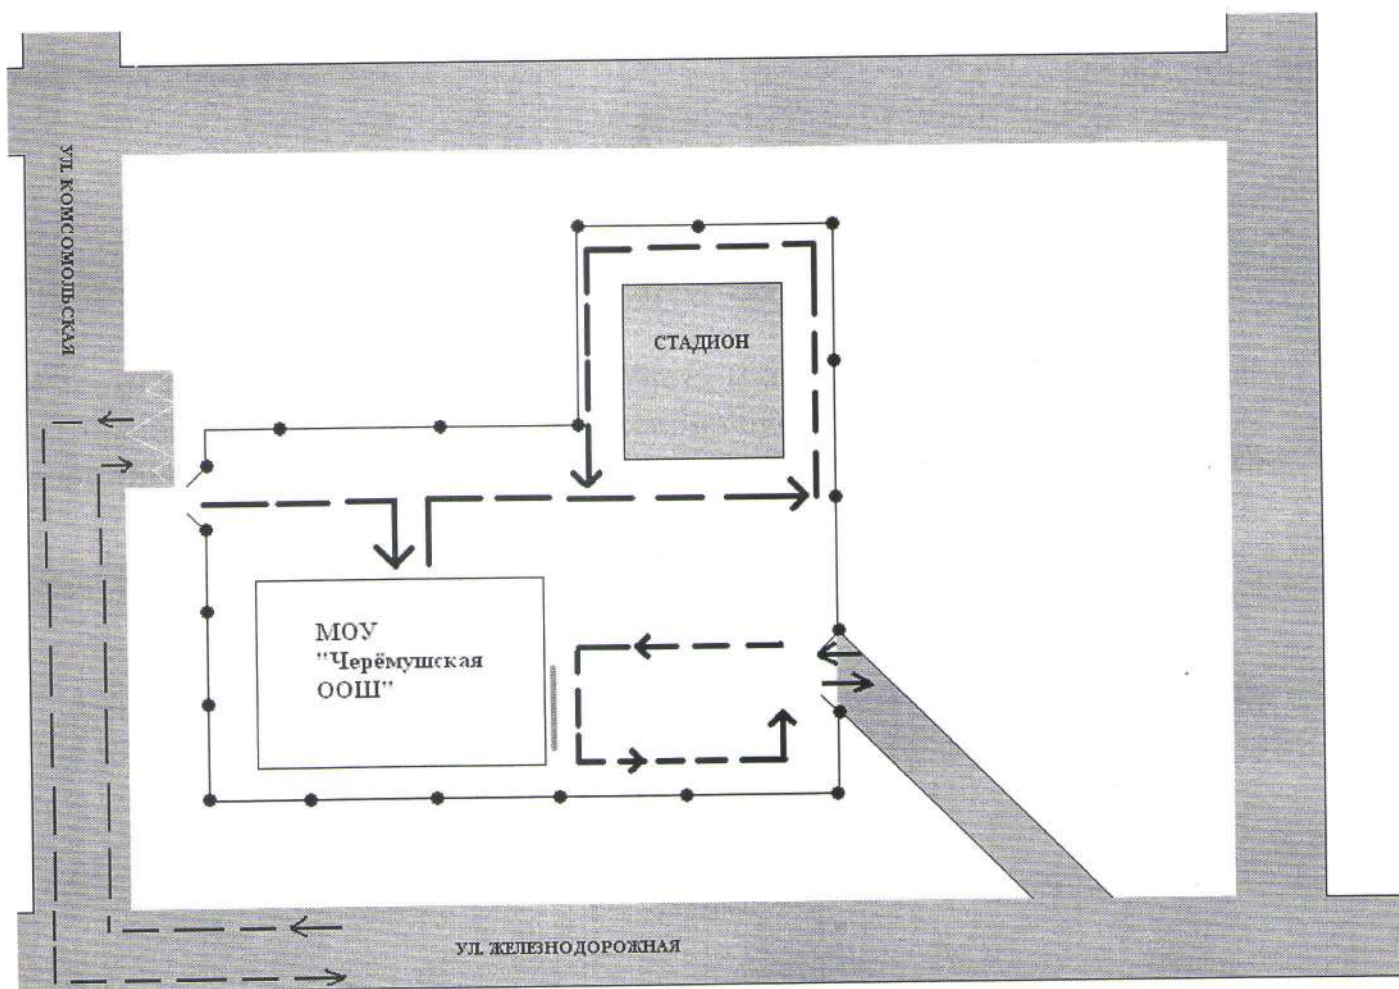 УЛ. КОМСОМОЛЬСКАЯ
СТАДИОН
МОУ
"Черёмушская
ООШ"
УЛ. ЖЕЛЕЗНОДОРОЖНАЯ